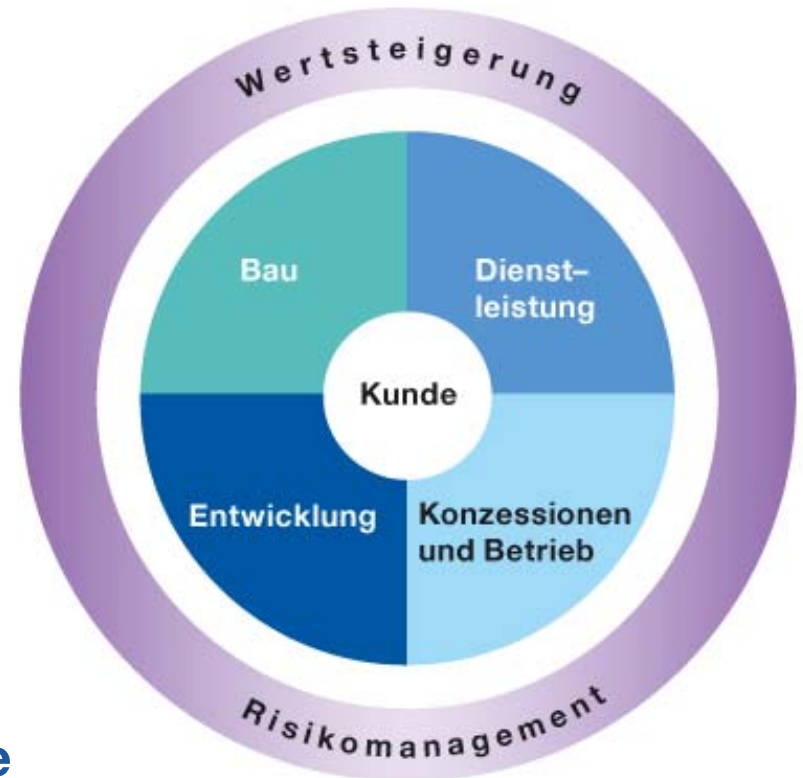 Wertsteigerung
Bau
Dienst–
leistung
Kunde
Entwicklung
Konzessionen
und Betrieb
Risikomanagement
e